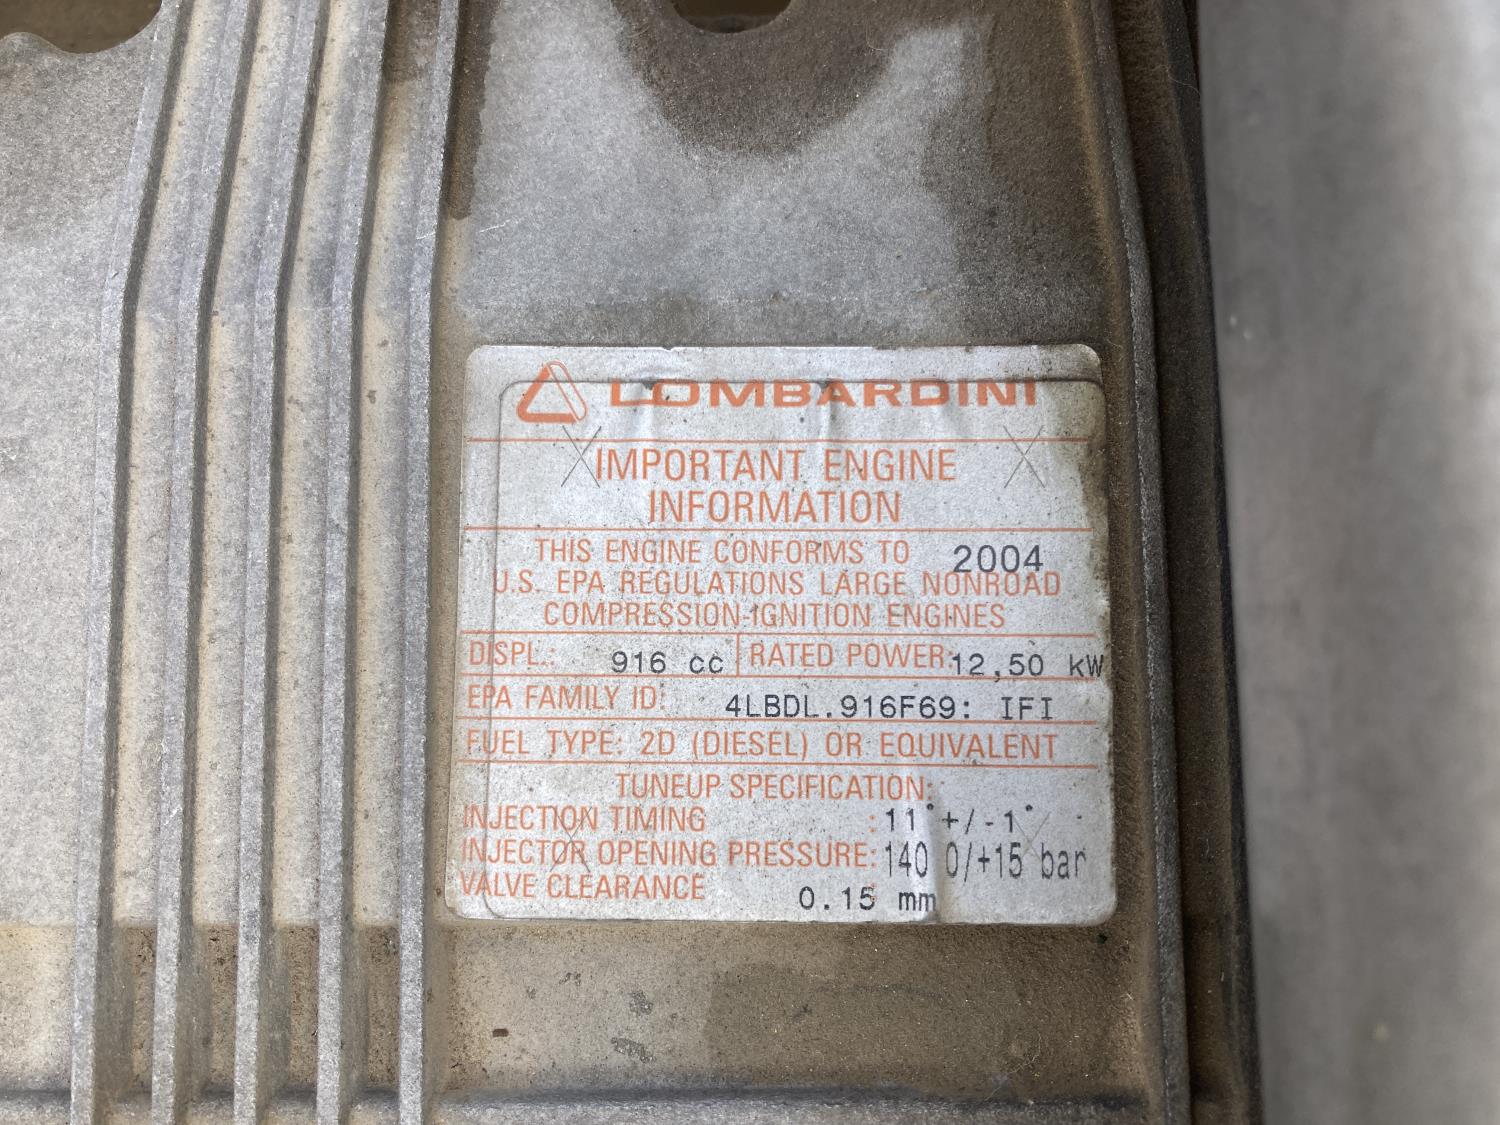 LOMBARDINI
IMPORTANT ENGINE
INFORMATION
THIS ENGINE CONFORMS TO 2004
U.S. EPA REGULATIONS LARGE NONROAD
COMPRESSION-IGNITION ENGINES
DISPL.: 916 cc RATED POWER: 12,50 kW
EPA FAMILY ID: 4LBDL.916F69: IFI
FUEL TYPE: 2D (DIESEL) OR EQUIVALENT
TUNEUP SPECIFICATION:
INJECTION TIMING : 11° +/-1°
INJECTOR OPENING PRESSURE: 140 0/+15 bar
VALVE CLEARANCE : 0.15 mm